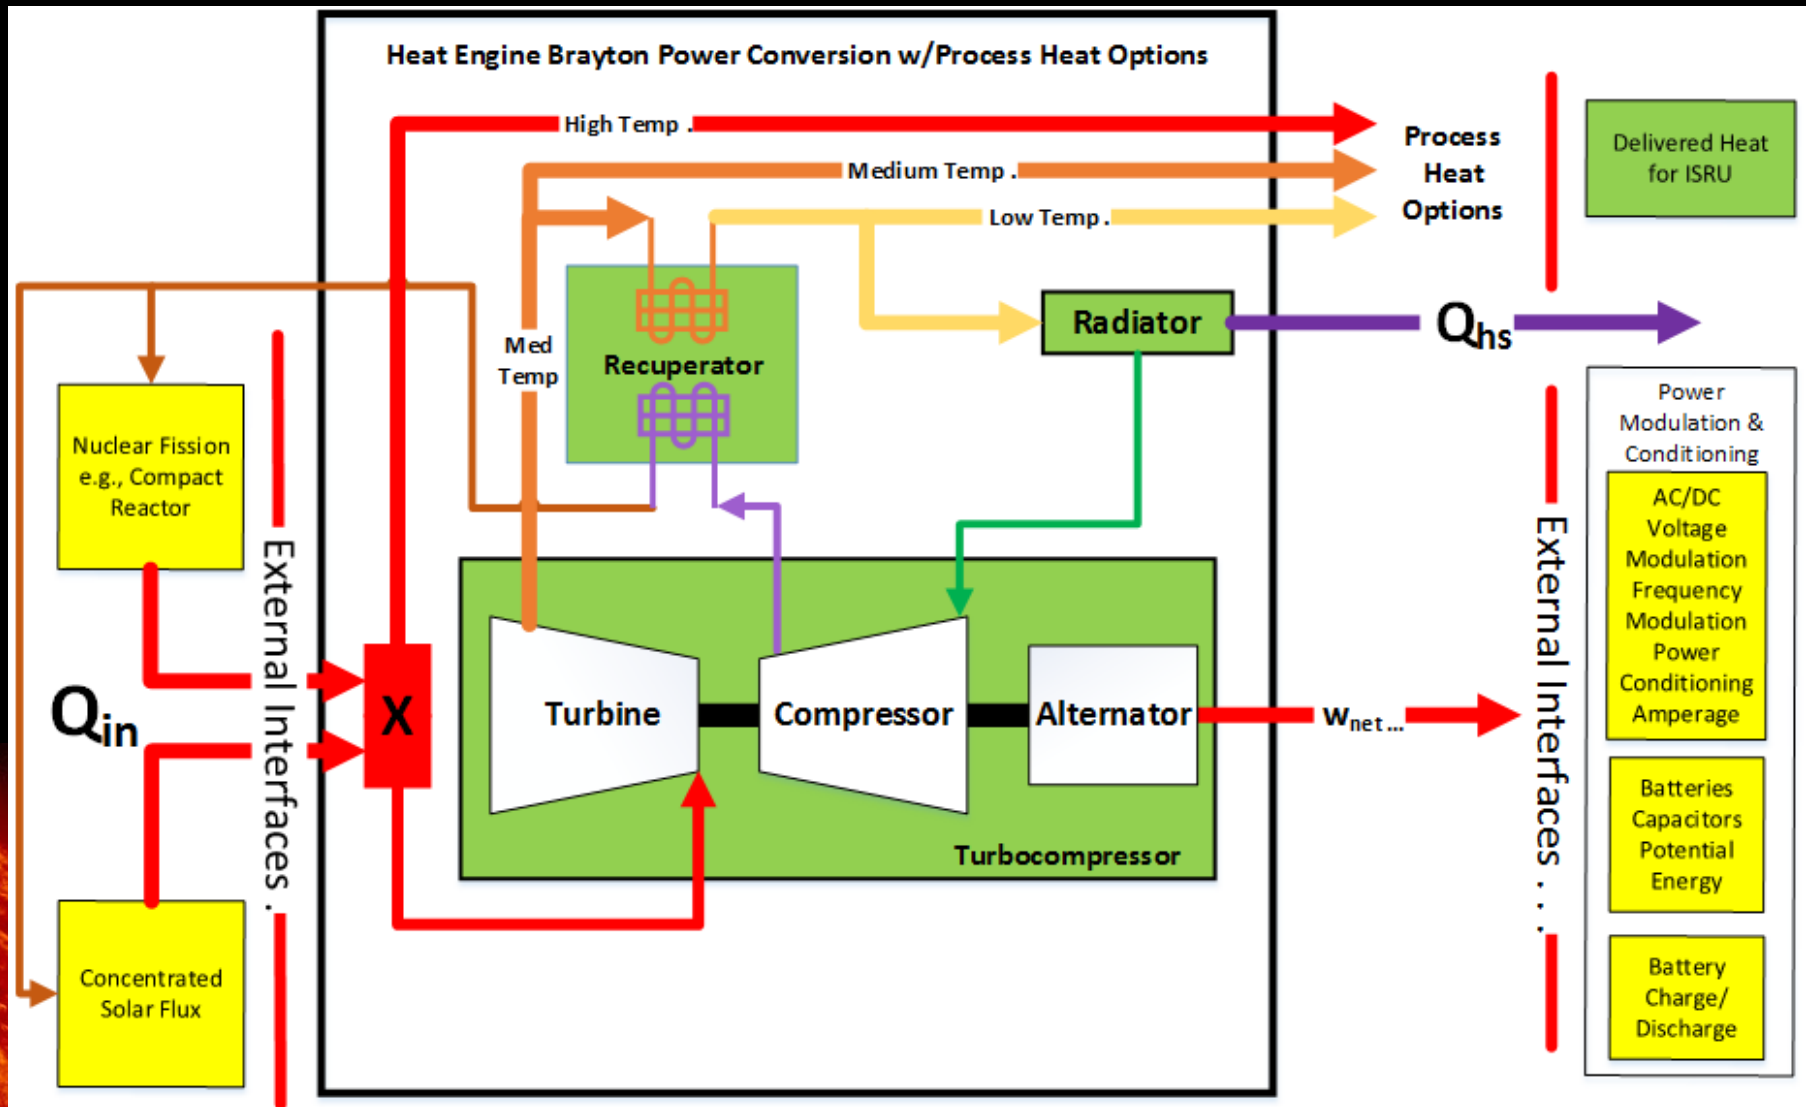 Heat Engine Brayton Power Conversion w/Process Heat Options
High Temp .
Medium Temp .
Low Temp .
Process
Heat
Options
Delivered Heat
for ISRU
Med
Temp
Recuperator
Radiator
Qhs
Nuclear Fission
e.g., Compact
Reactor
External Interfaces .
Qin
X
Turbine
Compressor
Alternator
Turbocompressor
wnet ...
Concentrated
Solar Flux
External Interfaces . . .
Power
Modulation &
Conditioning
AC/DC
Voltage
Modulation
Frequency
Modulation
Power
Conditioning
Amperage
Batteries
Capacitors
Potential
Energy
Battery
Charge/
Discharge